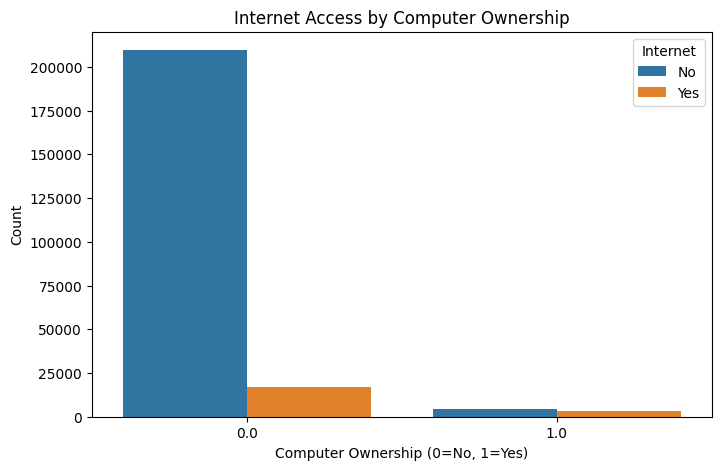 Internet Access by Computer Ownership
Internet
No
Yes
200000
175000
150000
125000
100000
75000
50000
25000
0
Count
0.0
1.0
Computer Ownership (0=No, 1=Yes)